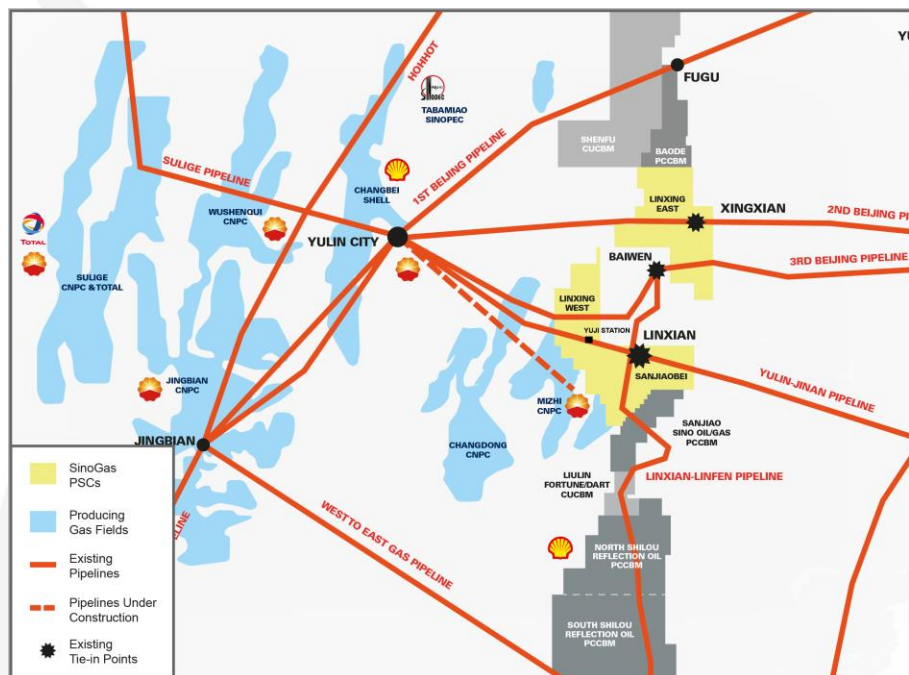 YU
HOHHOT
FUGU
TABAMIAO
SINOPEC
SHENFU
CUCBM
BAODE
PCCBM
SULIGE PIPELINE
CHANGBEI
SHELL
1ST BEIJING PIPELINE
LINXING
EAST
XINGXIAN
WUSHENQUI
CNPC
2ND BEIJING PI
TOTAL
YULIN CITY
BAIWEN
3RD BEIJING PIPELINE
SULIGE
CNPC & TOTAL
LINXING
WEST
YUJI STATION
LINXIAN
SANJIAOBEI
YULIN-JINAN PIPELINE
JINGBIAN
CNPC
MIZHI
CNPC
JINGBIAN
CHANGDONG
CNPC
SANJIAO
SINO OIL/GAS
PCCBM
LIULIN
FORTUNE/DART
CUCBM
LINXIAN-LINFEN PIPELINE
WEST TO EAST GAS PIPELINE
ELINE
NORTH SHILOU
REFLECTION OIL
PCCBM
SOUTH SHILOU
REFLECTION OIL
PCCBM
SinoGas
PSCs
Producing
Gas Fields
Existing
Pipelines
Pipelines Under
Construction
Existing
Tie-in Points